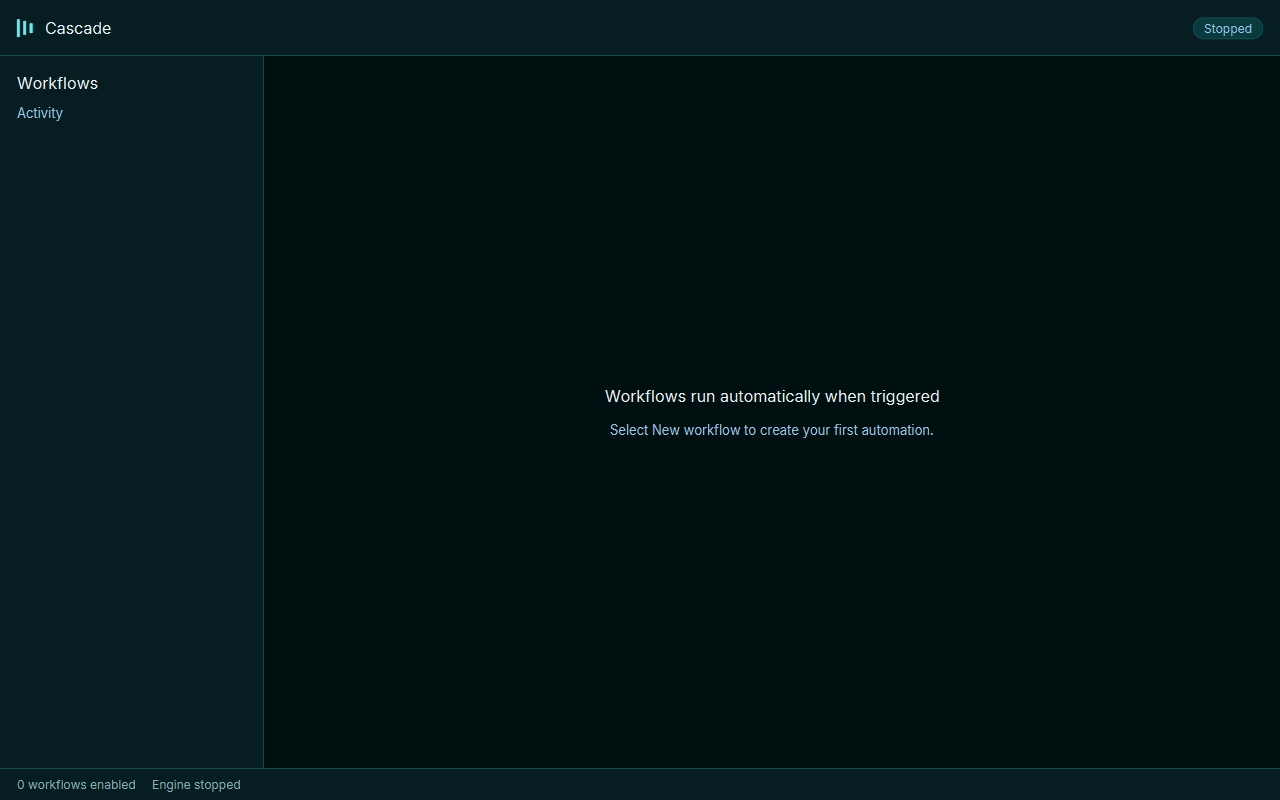 Cascade
Stopped
Workflows
Activity
Workflows run automatically when triggered
Select New workflow to create your first automation.
0 workflows enabled
Engine stopped